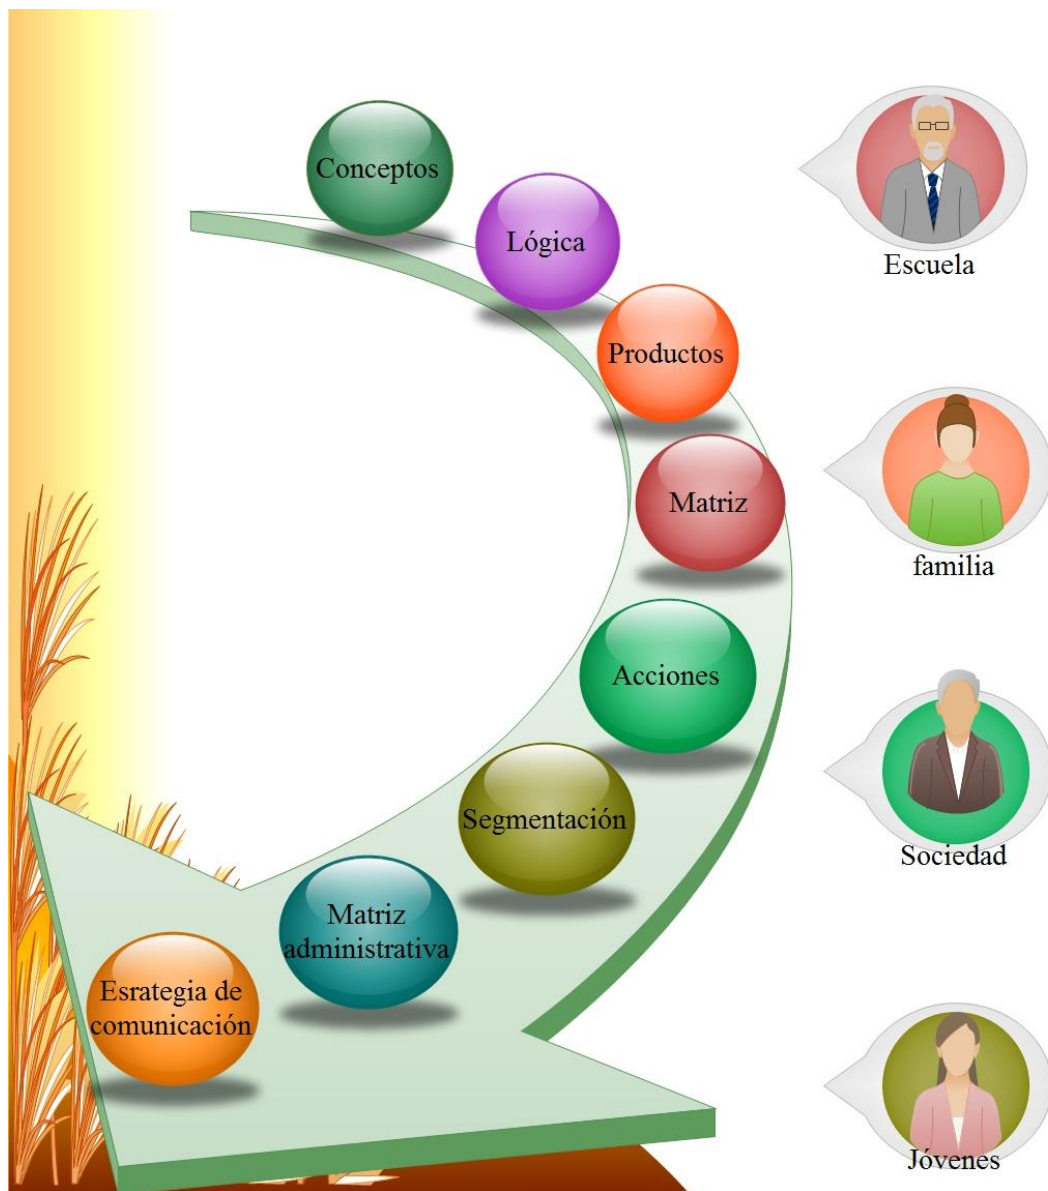 Conceptos
Lógica
Productos
Matriz
Acciones
Segmentación
Matriz
administrativa
Esrategia de
comunicación
Escuela
familia
Sociedad
Jóvenes